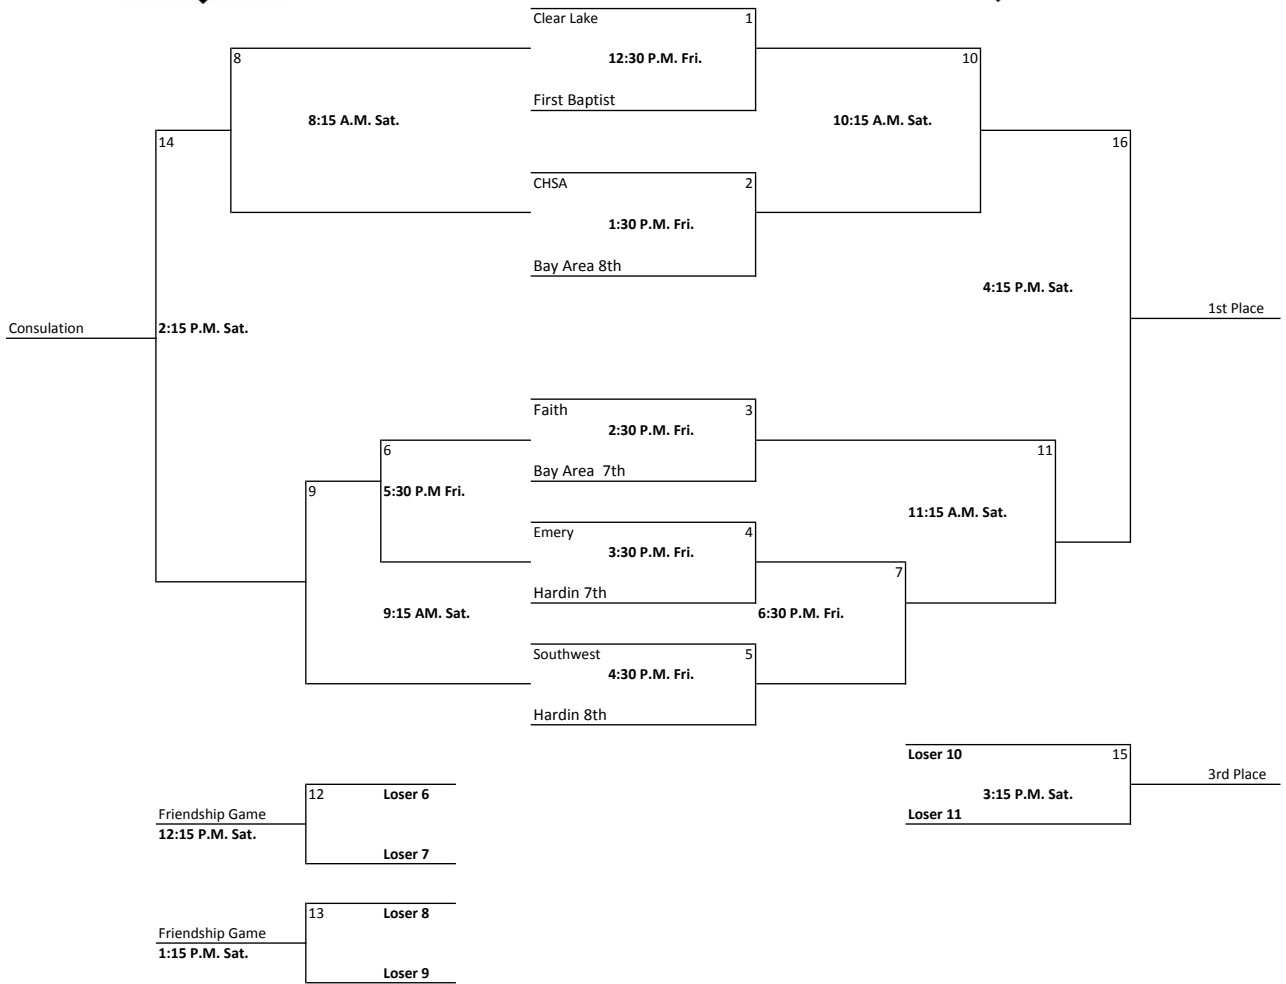 Clear Lake 1
8 12:30 P.M. Fri. 10
First Baptist
8:15 A.M. Sat. 10:15 A.M. Sat.
14 16
CHSA 2
1:30 P.M. Fri.
Bay Area 8th
4:15 P.M. Sat.
1st Place
Consulation 2:15 P.M. Sat.
Faith 3
2:30 P.M. Fri.
6 11
Bay Area  7th
9 5:30 P.M Fri.
11:15 A.M. Sat.
Emery 4
3:30 P.M. Fri.
7
Hardin 7th
9:15 AM. Sat. 6:30 P.M. Fri.
Southwest 5
4:30 P.M. Fri.
Hardin 8th
Loser 10 15
3rd Place
12 Loser 6 3:15 P.M. Sat.
Friendship Game Loser 11
12:15 P.M. Sat.
Loser 7
13 Loser 8
Friendship Game
1:15 P.M. Sat.
Loser 9